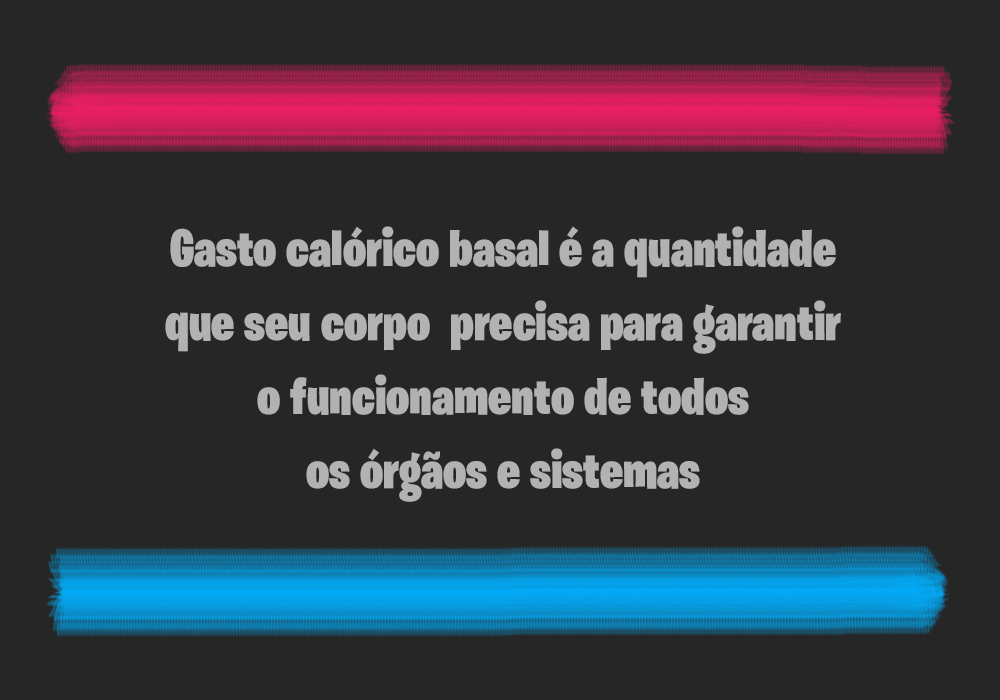 Gasto calórico basal é a quantidade
que seu corpo  precisa para garantir
o funcionamento de todos
os órgãos e sistemas